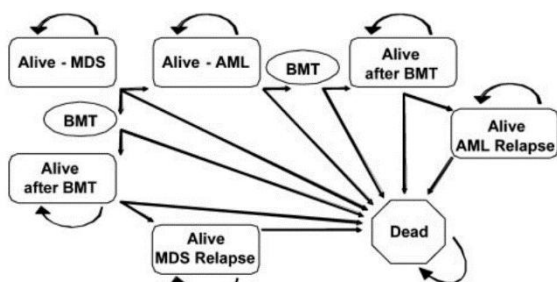 Alive - MDS
Alive - AML
BMT
Alive
after BMT
BMT
Alive
AML Relapse
Alive
after BMT
Dead
Alive
MDS Relapse